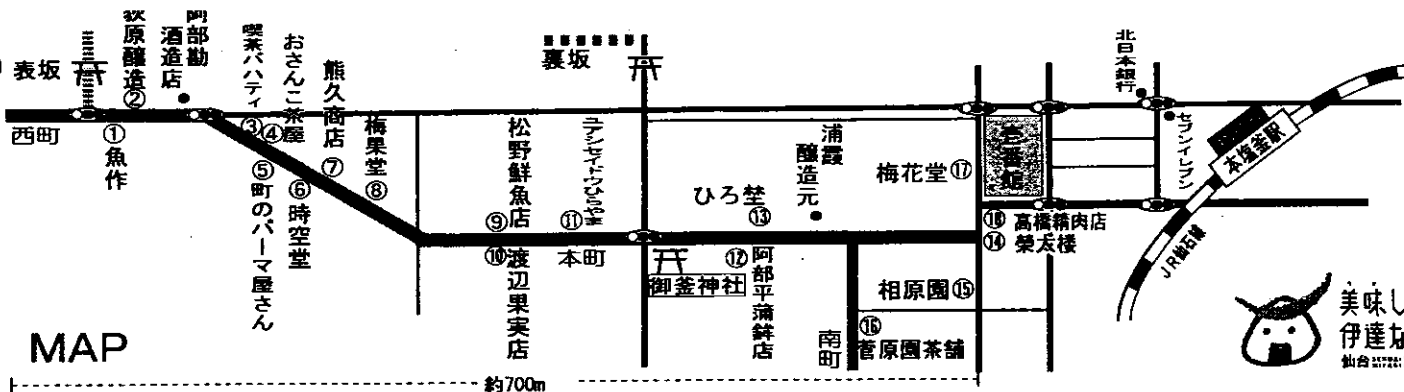 表坂
西町
①魚作
荻原醸造②
阿部勘
酒造店
喫茶バハティ③
おさんこ茶屋④
⑤町のパーマ屋さん
⑥時空堂
熊久商店⑦
梅果堂⑧
松野鮮魚店⑨
⑩渡辺果実店
⑪
本町
裏坂
御釜神社
⑫阿部平蒲鉾店
ひろ埜⑬
浦霞
醸造元
梅花堂⑰
壱番館
⑱高橋精肉店
⑭榮太楼
相原園⑮
⑯菅原園茶舗
南町
北日本銀行
セブンイレブン
本塩釜駅
JR仙石線
美味し
伊達な
仙台
MAP
約700m